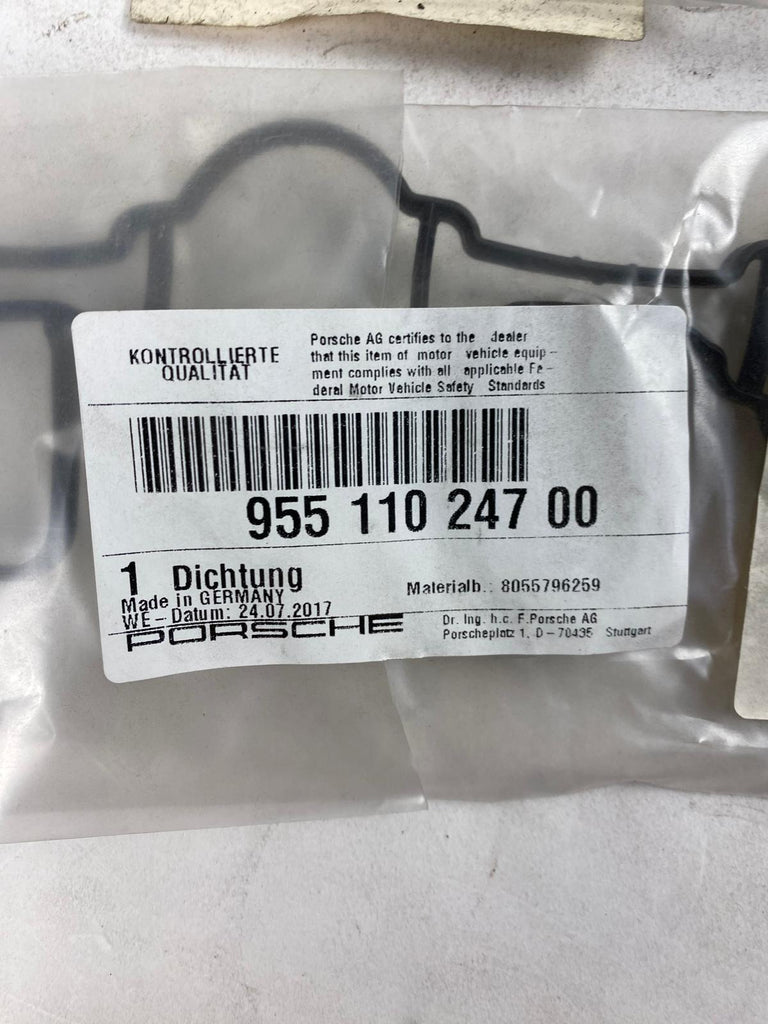 KONTROLLIERTE
QUALITÄT
Porsche AG certifies to the dealer
that this item of motor vehicle equip-
ment complies with all applicable Fe-
deral Motor Vehicle Safety Standards
955 110 247 00
1 Dichtung
Made in GERMANY
WE-Datum: 24.07.2017
Materialb.: 8055796259
PORSCHE
Dr. Ing. h.c. F.Porsche AG
Porscheplatz 1, D-70435 Stuttgart